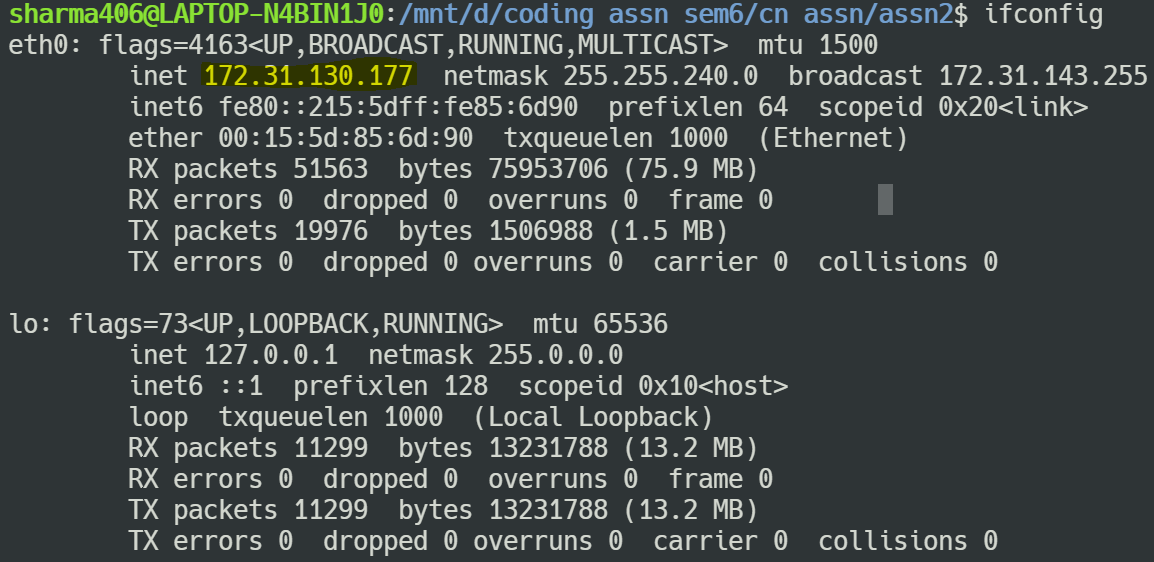 sharma406@LAPTOP-N4BIN1J0:/mnt/d/coding assn sem6/cn assn/assn2$ ifconfig
eth0: flags=4163<UP,BROADCAST,RUNNING,MULTICAST>  mtu 1500
        inet 172.31.130.177  netmask 255.255.240.0  broadcast 172.31.143.255
        inet6 fe80::215:5dff:fe85:6d90  prefixlen 64  scopeid 0x20<link>
        ether 00:15:5d:85:6d:90  txqueuelen 1000  (Ethernet)
        RX packets 51563  bytes 75953706 (75.9 MB)
        RX errors 0  dropped 0  overruns 0  frame 0
        TX packets 19976  bytes 1506988 (1.5 MB)
        TX errors 0  dropped 0 overruns 0  carrier 0  collisions 0

lo: flags=73<UP,LOOPBACK,RUNNING>  mtu 65536
        inet 127.0.0.1  netmask 255.0.0.0
        inet6 ::1  prefixlen 128  scopeid 0x10<host>
        loop  txqueuelen 1000  (Local Loopback)
        RX packets 11299  bytes 13231788 (13.2 MB)
        RX errors 0  dropped 0  overruns 0  frame 0
        TX packets 11299  bytes 13231788 (13.2 MB)
        TX errors 0  dropped 0 overruns 0  carrier 0  collisions 0